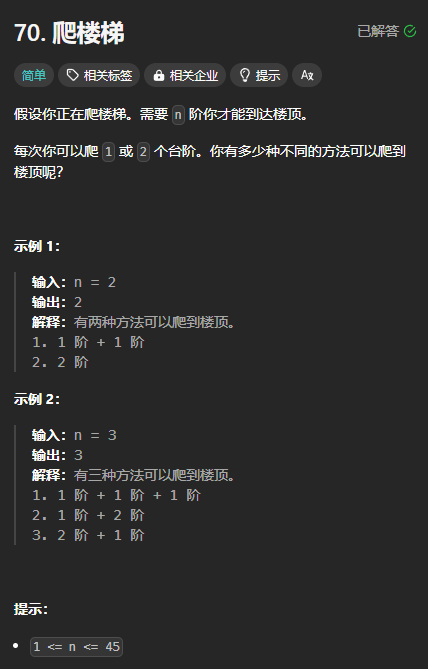 70. 爬楼梯
已解答
简单 相关标签 相关企业 提示
假设你正在爬楼梯。需要 n 阶你才能到达楼顶。
每次你可以爬 1 或 2 个台阶。你有多少种不同的方法可以爬到
楼顶呢？
示例 1：
输入：n = 2
输出：2
解释：有两种方法可以爬到楼顶。
1. 1 阶 + 1 阶
2. 2 阶
示例 2：
输入：n = 3
输出：3
解释：有三种方法可以爬到楼顶。
1. 1 阶 + 1 阶 + 1 阶
2. 1 阶 + 2 阶
3. 2 阶 + 1 阶
提示：
1 <= n <= 45